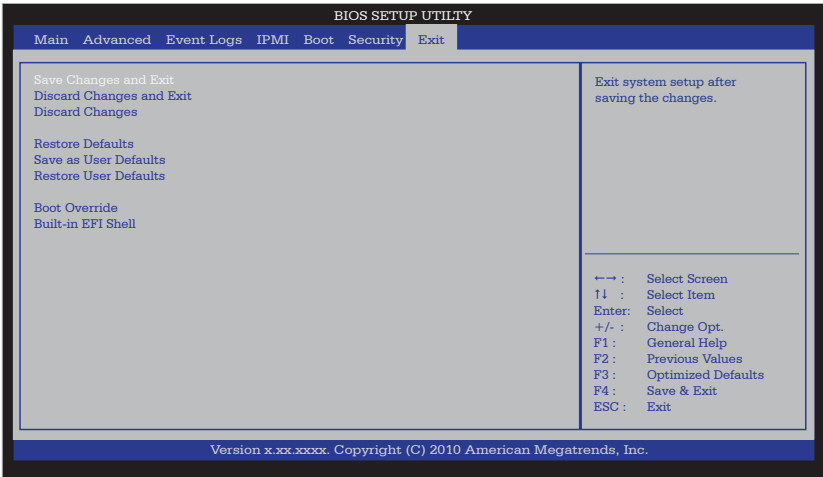 BIOS SETUP UTILTY
Main Advanced Event Logs IPMI Boot Security Exit
Save Changes and Exit
Discard Changes and Exit
Discard Changes
Restore Defaults
Save as User Defaults
Restore User Defaults
Boot Override
Built-in EFI Shell
Exit system setup after
saving the changes.
←→ : Select Screen
↑↓ : Select Item
Enter: Select
+/- : Change Opt.
F1 : General Help
F2 : Previous Values
F3 : Optimized Defaults
F4 : Save & Exit
ESC : Exit
Version x.xx.xxxx. Copyright (C) 2010 American Megatrends, Inc.